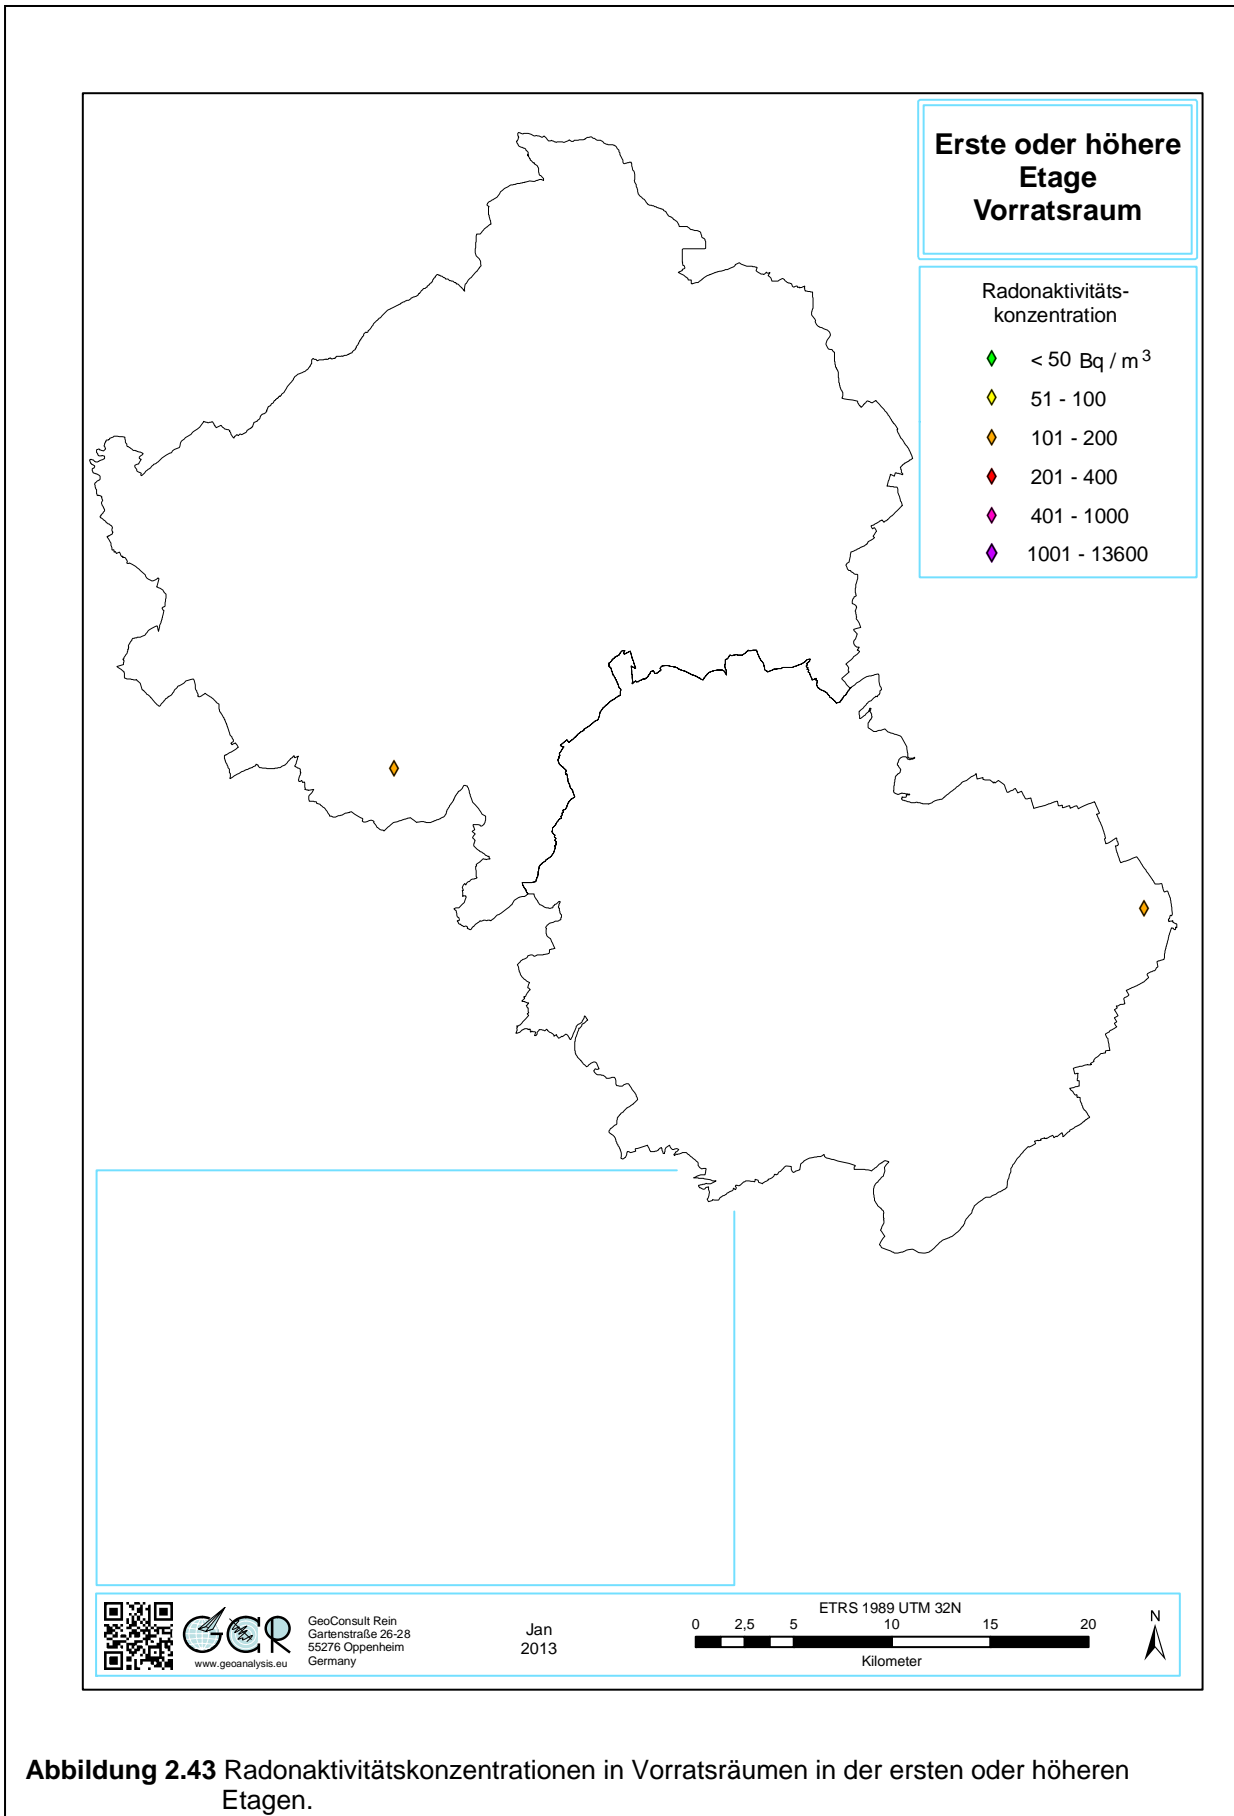 Erste oder höhere
Etage
Vorratsraum
Radonaktivitäts-
konzentration
< 50 Bq / m³
51 - 100
101 - 200
201 - 400
401 - 1000
1001 - 13600
GCR
www.geoanalysis.eu
GeoConsult Rein
Gartenstraße 26-28
55276 Oppenheim
Germany
Jan
2013
ETRS 1989 UTM 32N
0 2,5 5 10 15 20
Kilometer
N
Abbildung 2.43 Radonaktivitätskonzentrationen in Vorratsräumen in der ersten oder höheren
Etagen.